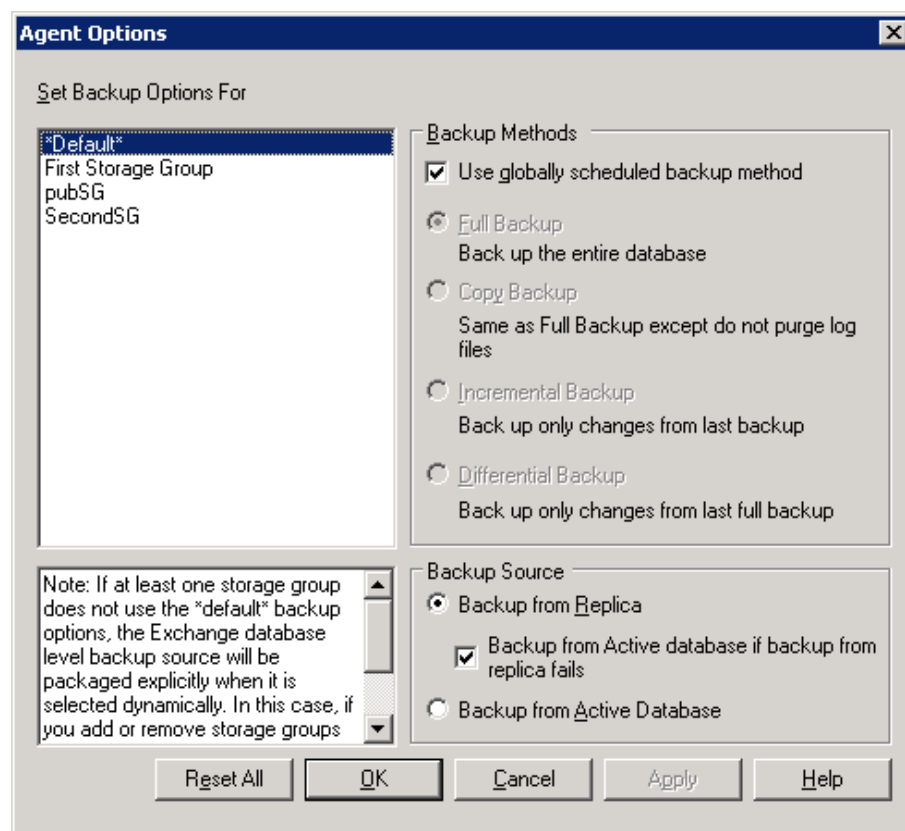 Agent Options
Set Backup Options For
*Default*
First Storage Group
pubSG
SecondSG
Note: If at least one storage group
does not use the *default* backup
options, the Exchange database
level backup source will be
packaged explicitly when it is
selected dynamically. In this case, if
you add or remove storage groups
Backup Methods
Use globally scheduled backup method
Full Backup
Back up the entire database
Copy Backup
Same as Full Backup except do not purge log
files
Incremental Backup
Back up only changes from last backup
Differential Backup
Back up only changes from last full backup
Backup Source
Backup from Replica
Backup from Active database if backup from
replica fails
Backup from Active Database
Reset All
OK
Cancel
Apply
Help